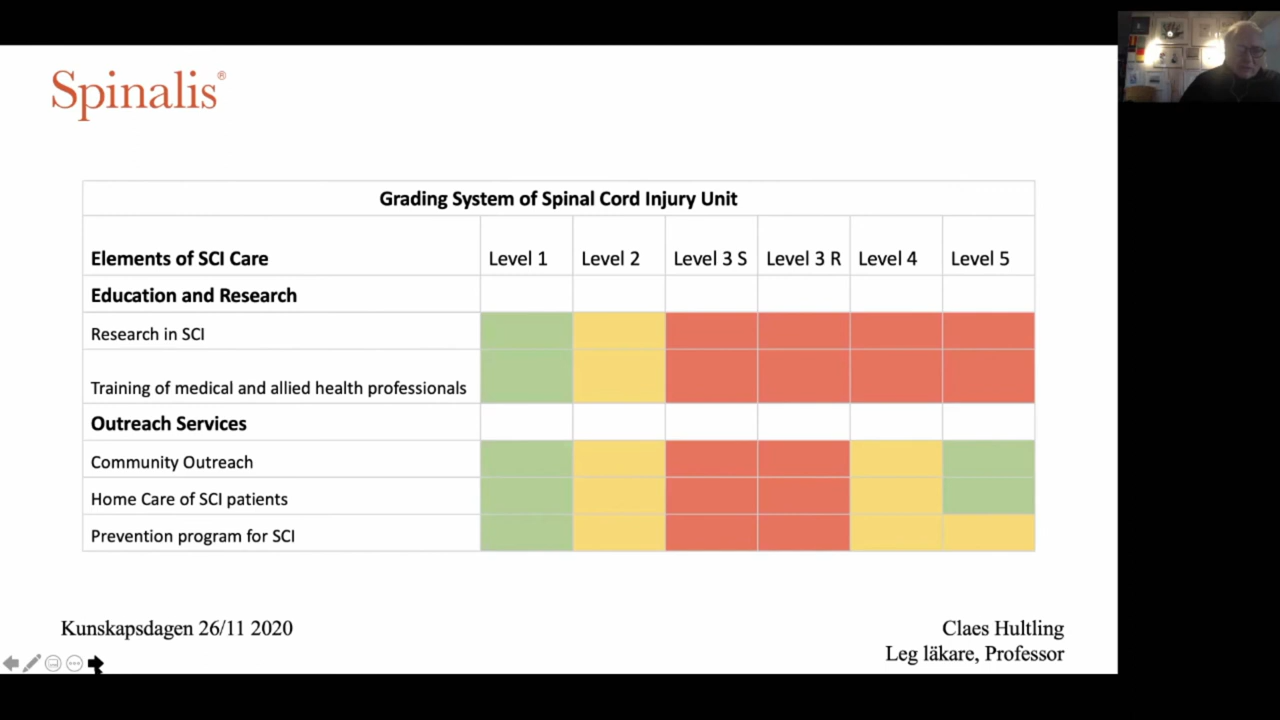 Spinalis®
Grading System of Spinal Cord Injury Unit
Elements of SCI Care Level 1 Level 2 Level 3 S Level 3 R Level 4 Level 5
Education and Research
Research in SCI
Training of medical and allied health professionals
Outreach Services
Community Outreach
Home Care of SCI patients
Prevention program for SCI
Kunskapsdagen 26/11 2020
Claes Hultling
Leg läkare, Professor